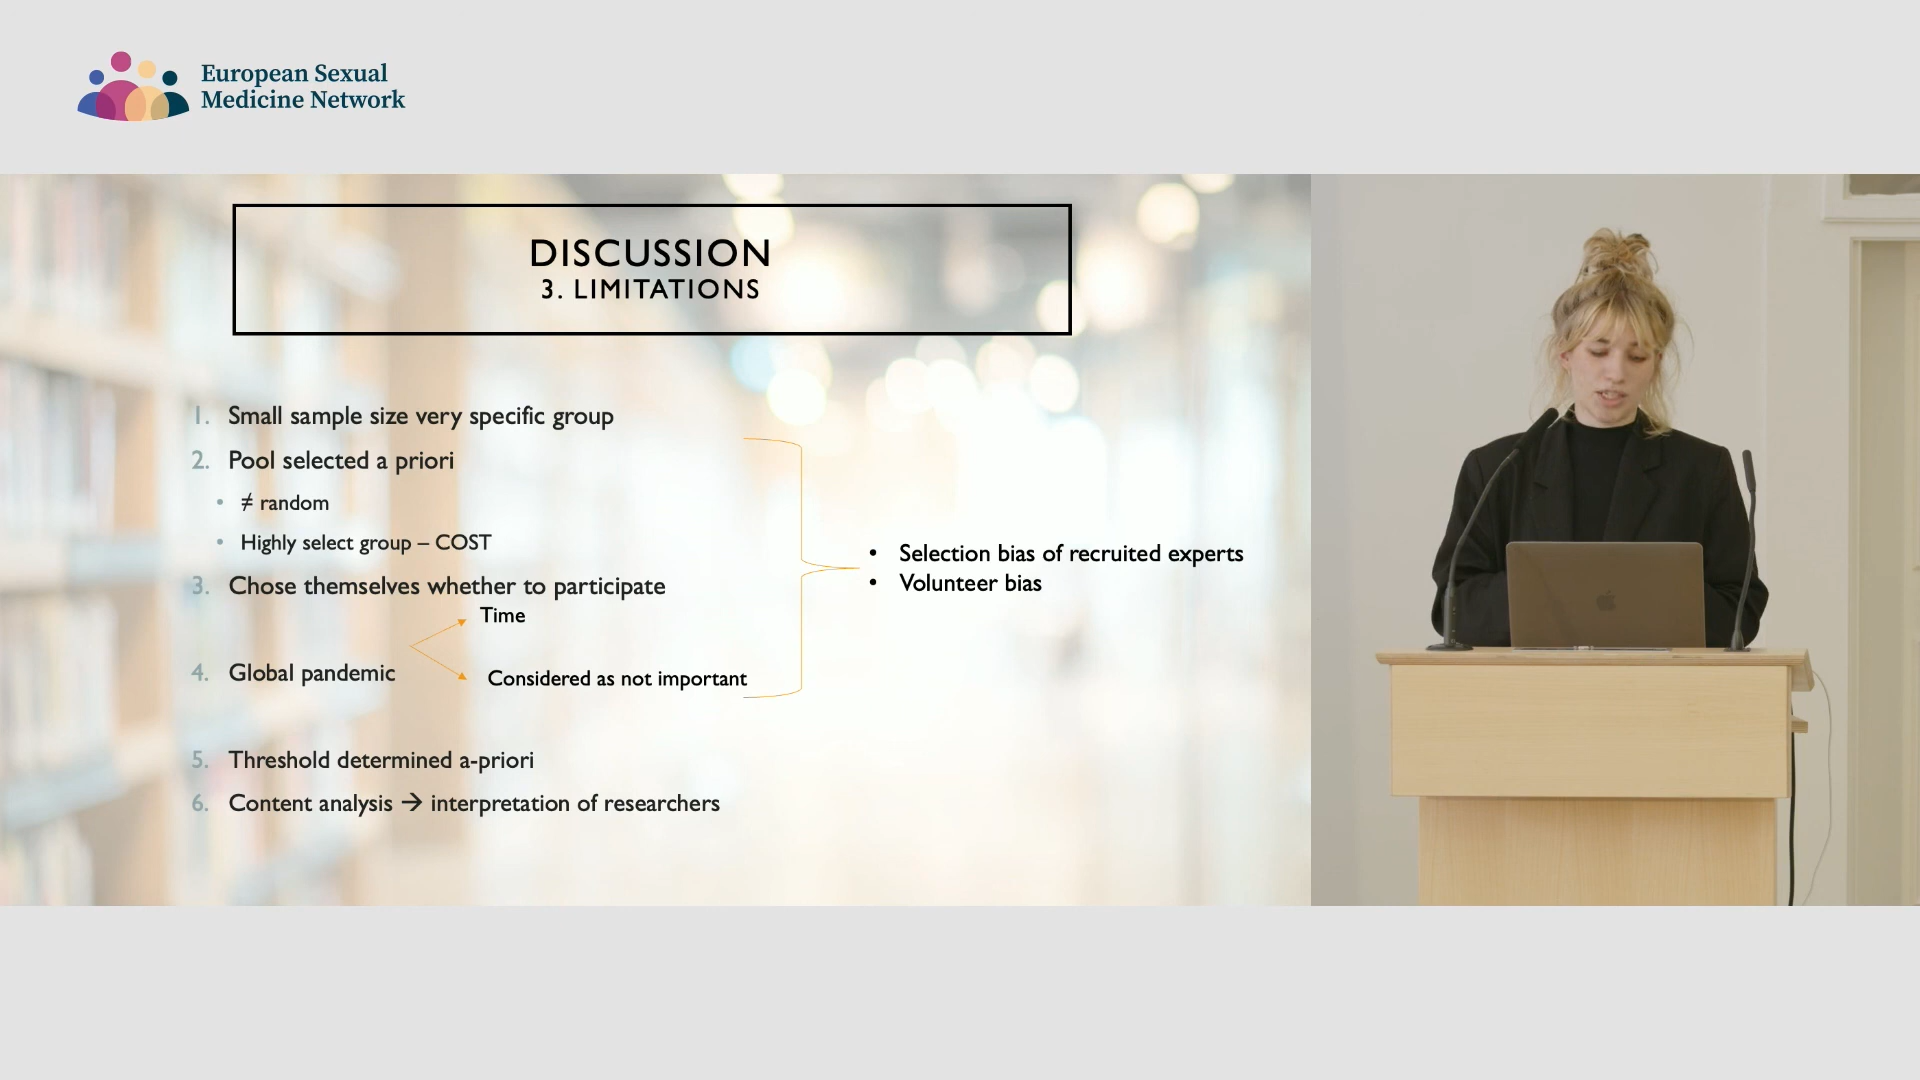 European Sexual
Medicine Network
DISCUSSION
3. LIMITATIONS
1. Small sample size very specific group
2. Pool selected a priori
• ≠ random
• Highly select group – COST
3. Chose themselves whether to participate
Time
4. Global pandemic
Considered as not important
5. Threshold determined a-priori
6. Content analysis → interpretation of researchers
• Selection bias of recruited experts
• Volunteer bias